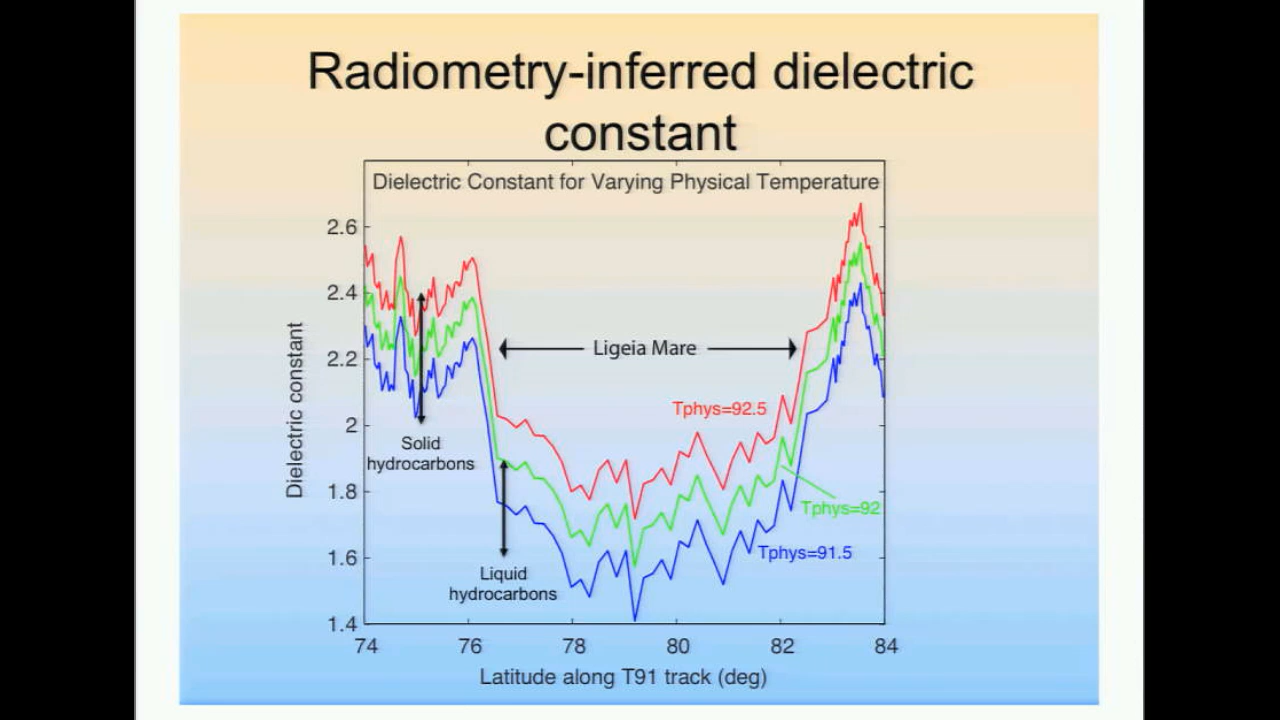 Radiometry-inferred dielectric
constant
Dielectric Constant for Varying Physical Temperature
2.6
2.4
2.2
2
1.8
1.6
1.4
Dielectric constant
Ligeia Mare
Tphys=92.5
Solid
hydrocarbons
Tphys=92
Tphys=91.5
Liquid
hydrocarbons
74 76 78 80 82 84
Latitude along T91 track (deg)